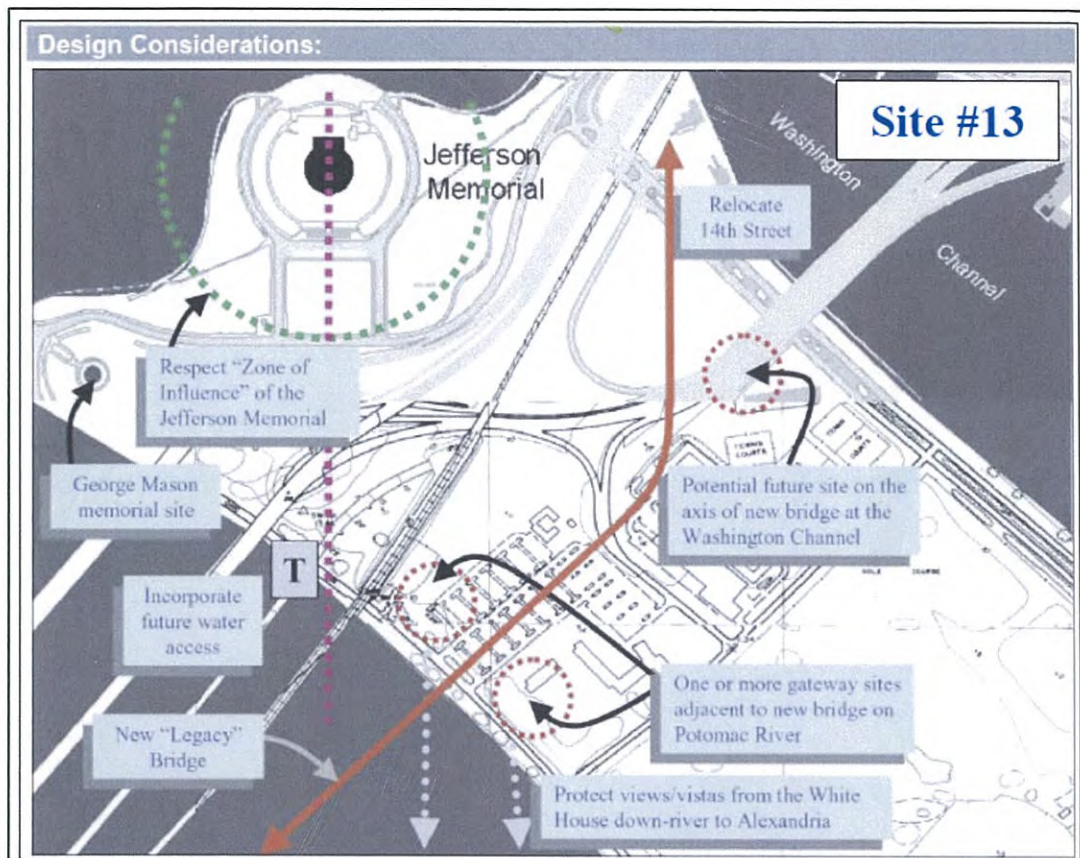 Design Considerations:
Site #13
Washington
Channel
Jefferson
Memorial
Relocate
14th Street
Respect “Zone of
Influence” of the
Jefferson Memorial
George Mason
memorial site
TENNIS
COURTS
Potential future site on the
axis of new bridge at the
Washington Channel
T
Incorporate
future water
access
One or more gateway sites
adjacent to new bridge on
Potomac River
New “Legacy”
Bridge
Protect views/vistas from the White
House down-river to Alexandria